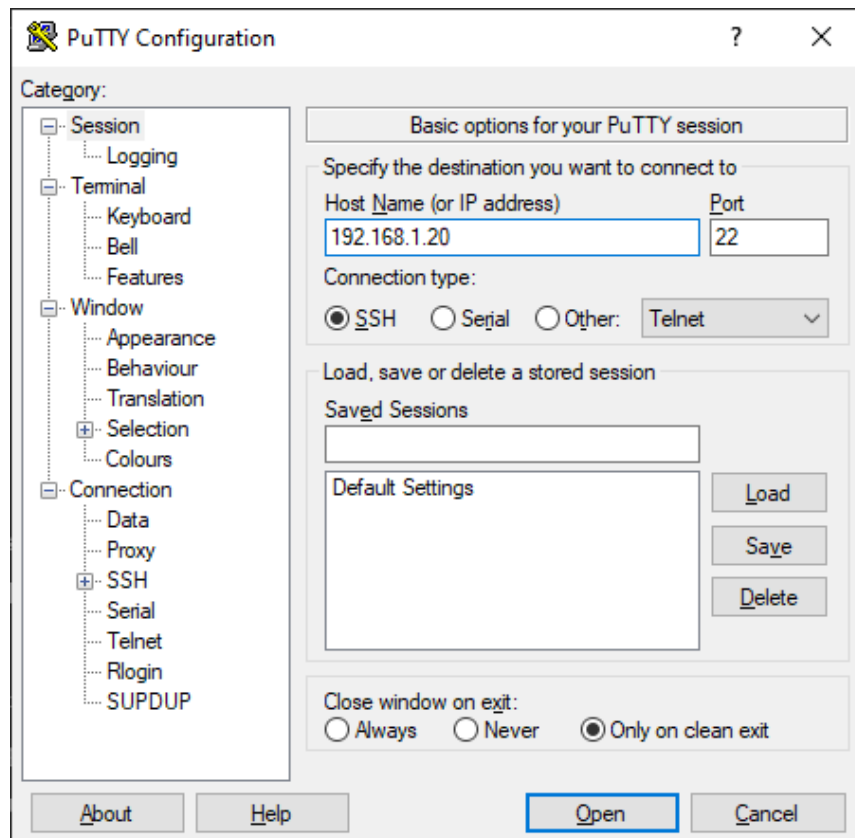 PuTTY Configuration
?
Category:
Session
Logging
Terminal
Keyboard
Bell
Features
Window
Appearance
Behaviour
Translation
Selection
Colours
Connection
Data
Proxy
SSH
Serial
Telnet
Rlogin
SUPDUP
Basic options for your PuTTY session
Specify the destination you want to connect to
Host Name (or IP address) Port
192.168.1.20 22
Connection type:
SSH Serial Other: Telnet
Load, save or delete a stored session
Saved Sessions
Default Settings
Load
Save
Delete
Close window on exit:
Always Never Only on clean exit
About Help Open Cancel